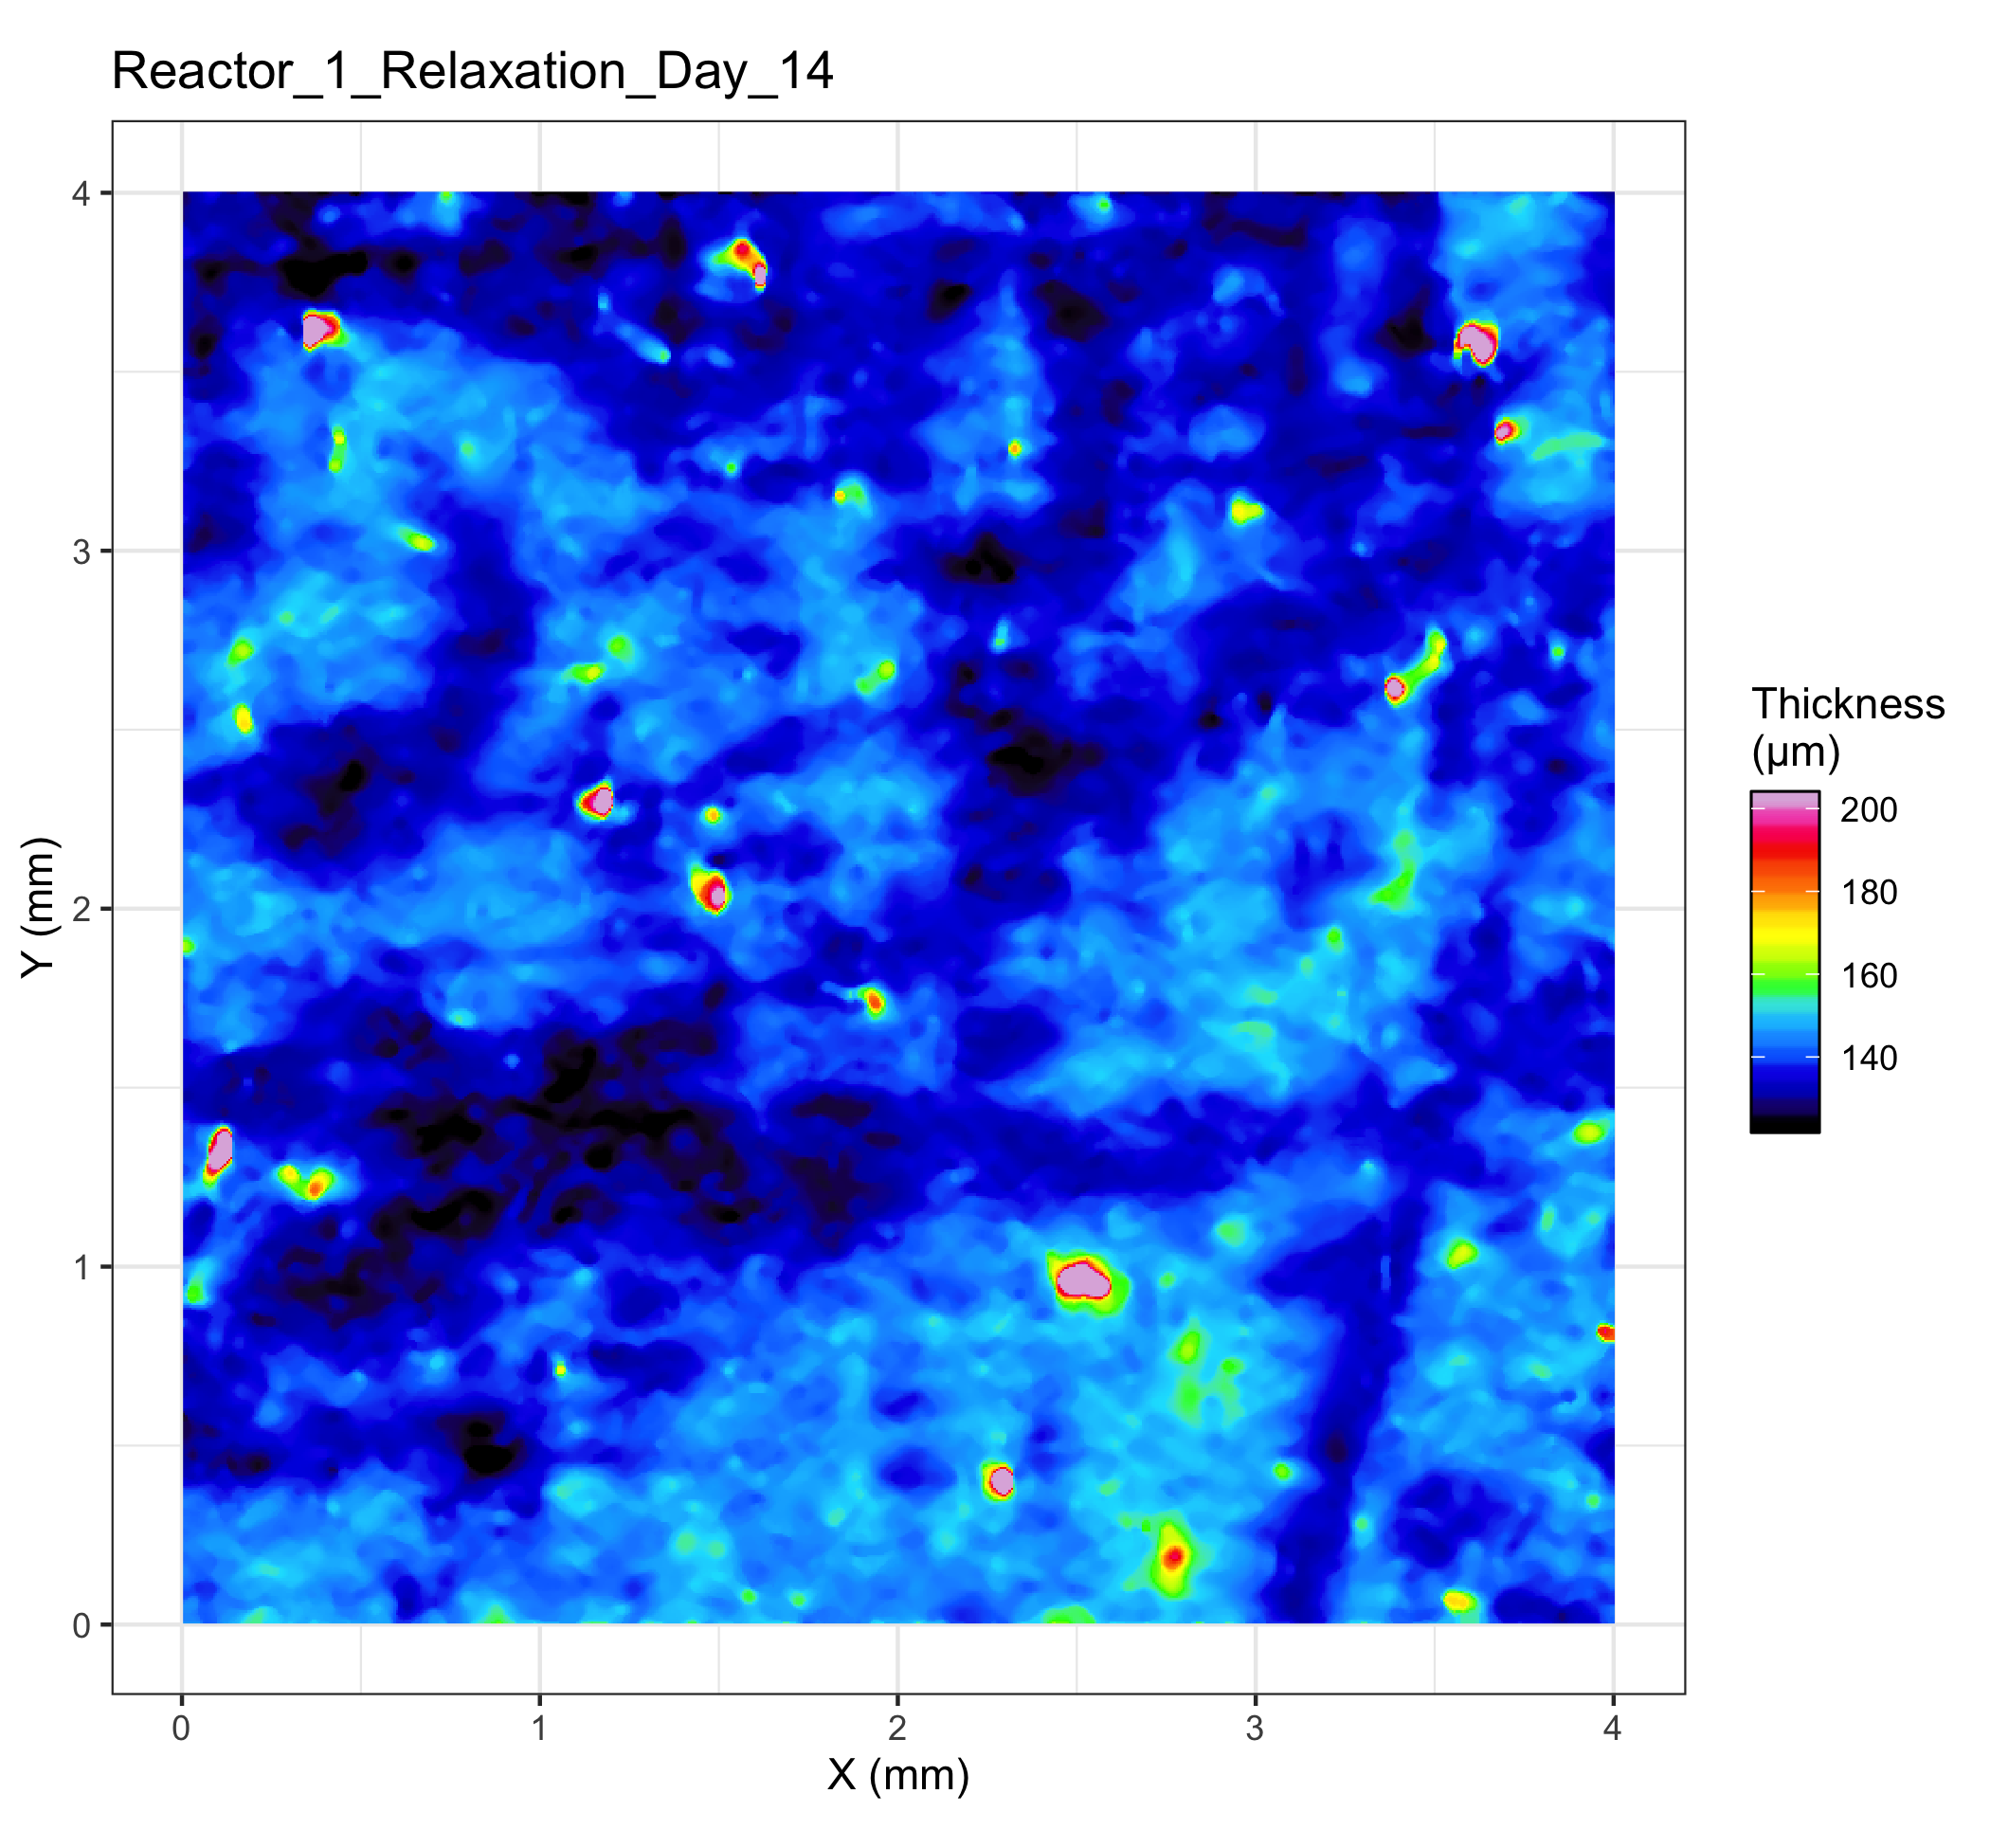 Reactor_1_Relaxation_Day_14
4
3
2
1
0
Y (mm)
0 1 2 3 4
X (mm)
Thickness
(μm)
200
180
160
140